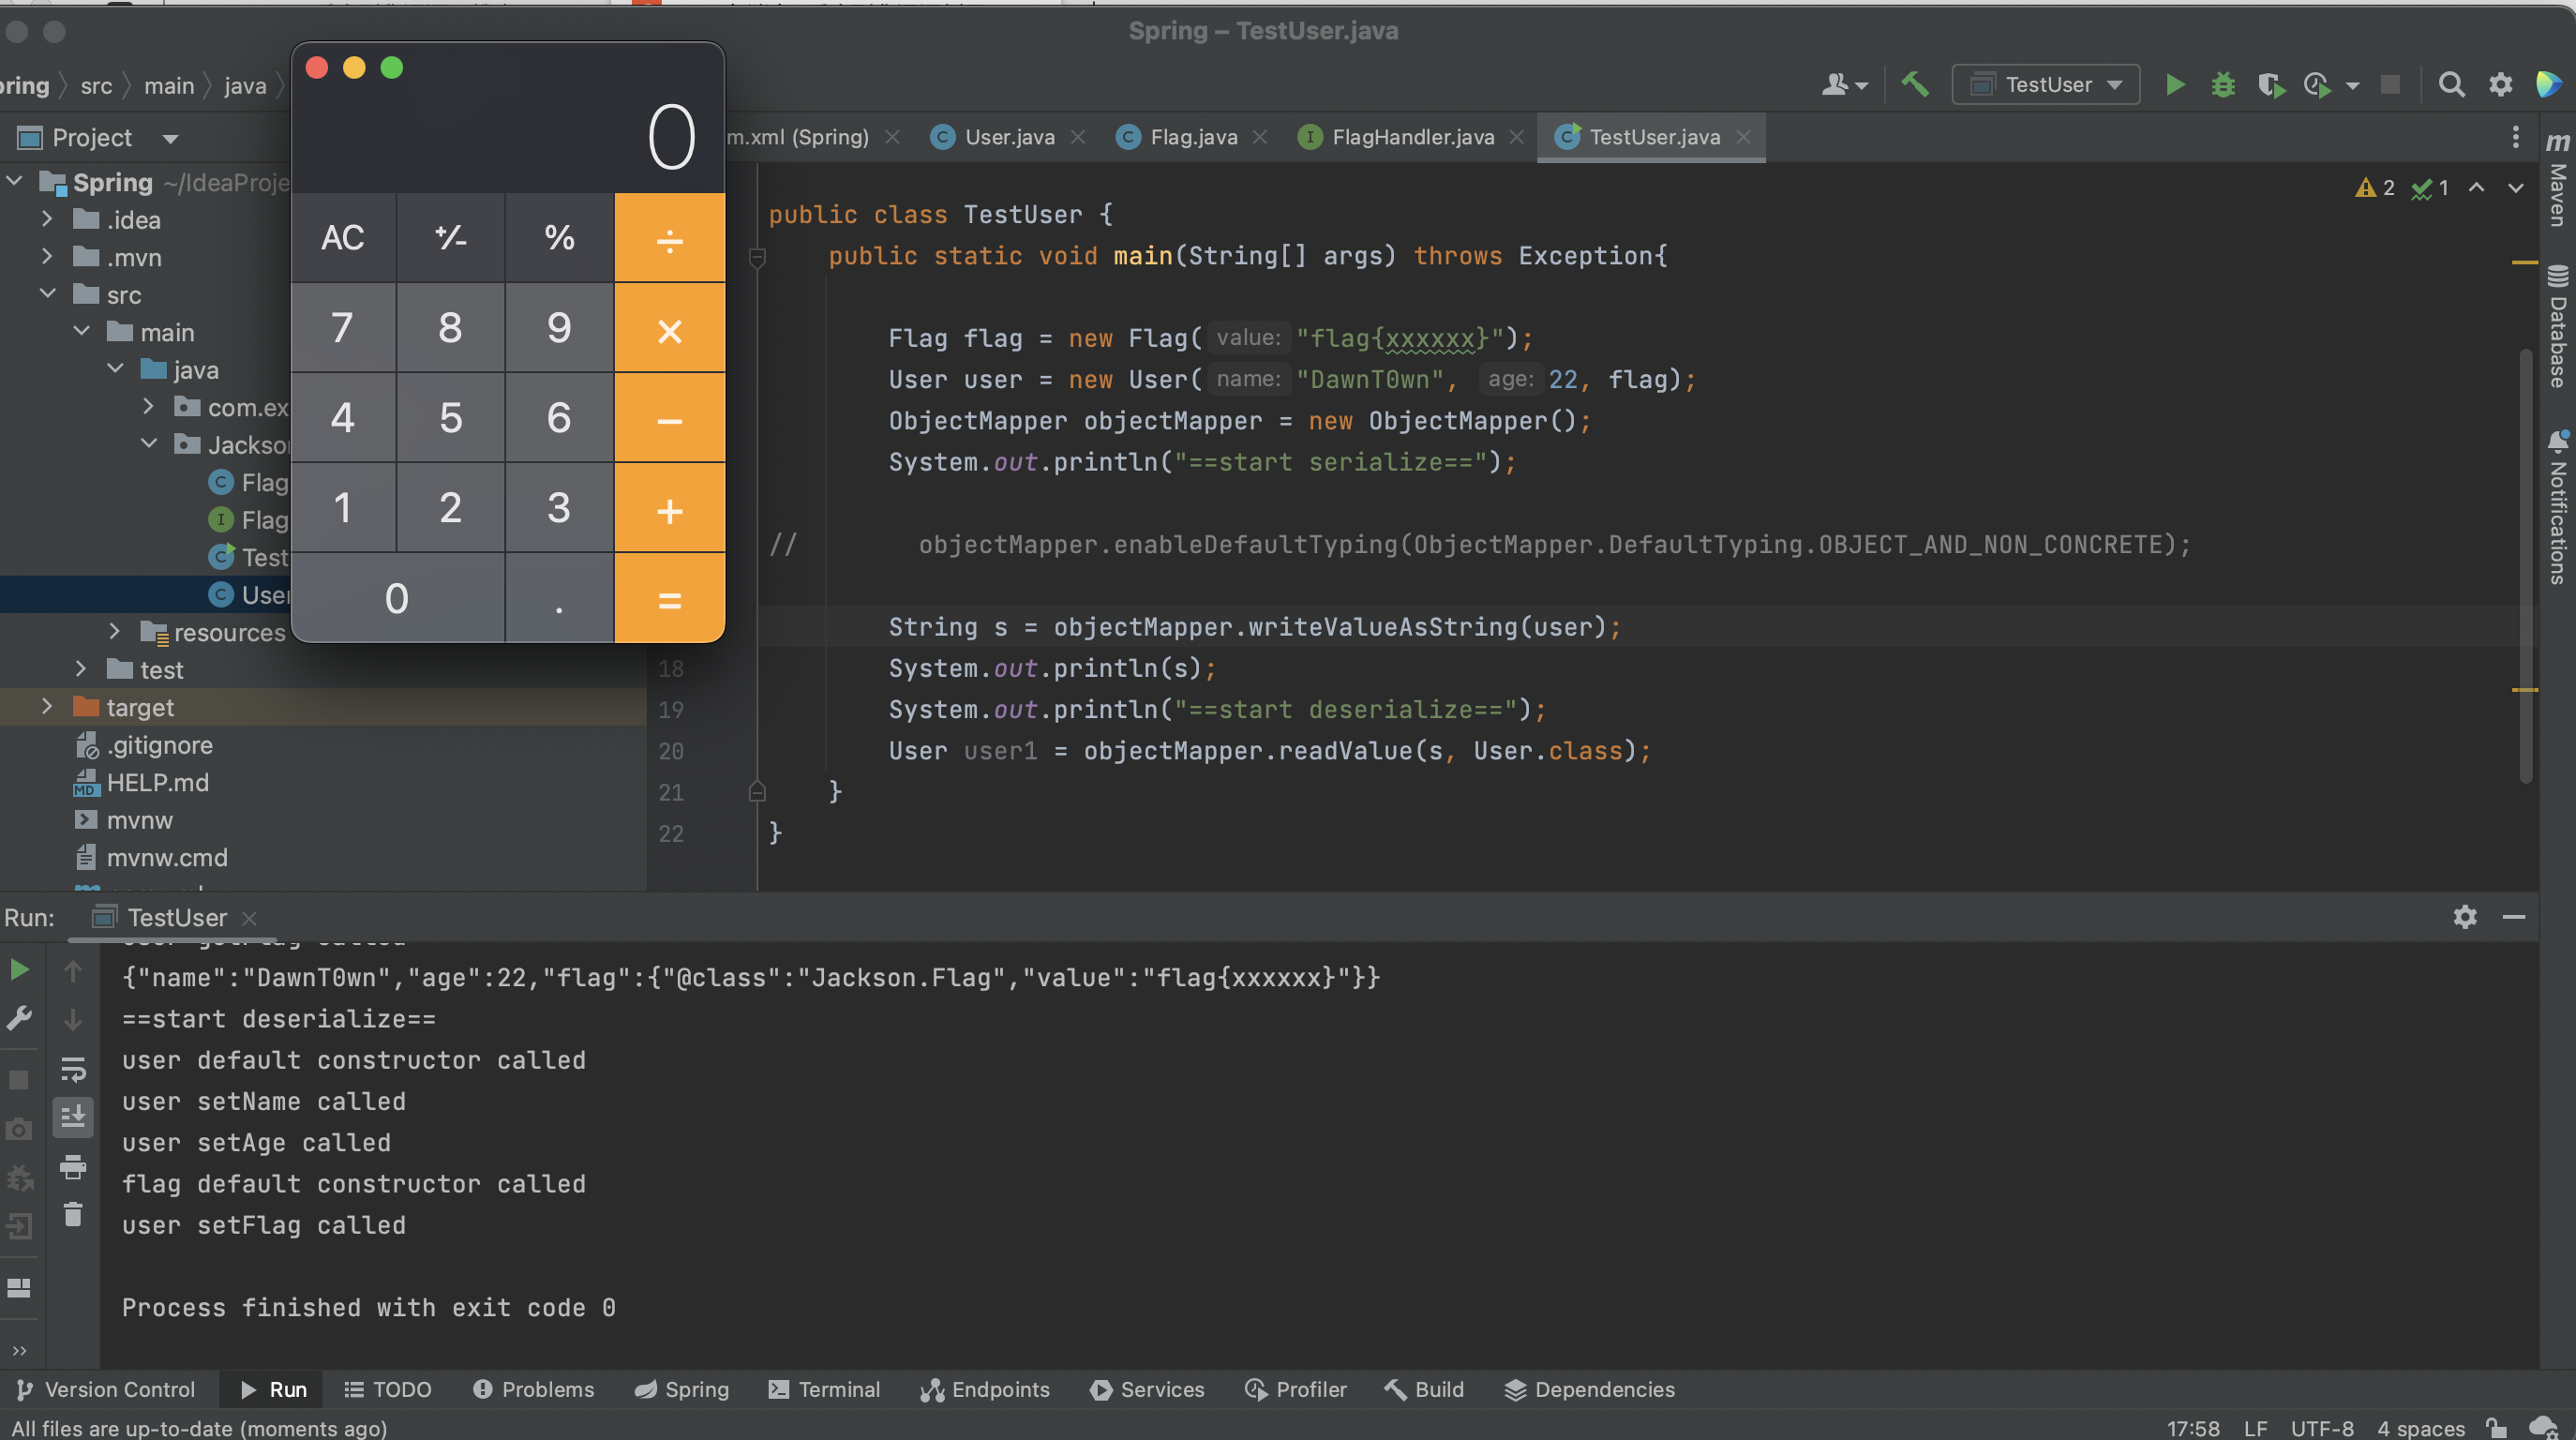 Spring – TestUser.java
pring
src
main
java
TestUser
Project
m.xml (Spring)
User.java
Flag.java
FlagHandler.java
TestUser.java
0
AC
⁺∕₋
%
÷
7
8
9
×
4
5
6
−
1
2
3
+
0
.
=
Spring ~/IdeaProje
.idea
.mvn
src
main
java
com.ex
Jackso
Flag
Flag
Test
User
resources
test
target
.gitignore
HELP.md
mvnw
mvnw.cmd
2
1
public class TestUser {
public static void main(String[] args) throws Exception{
Flag flag = new Flag( value: "flag{xxxxxx}");
User user = new User( name: "DawnT0wn", age: 22, flag);
ObjectMapper objectMapper = new ObjectMapper();
System.out.println("==start serialize==");
// objectMapper.enableDefaultTyping(ObjectMapper.DefaultTyping.OBJECT_AND_NON_CONCRETE);
String s = objectMapper.writeValueAsString(user);
18 System.out.println(s);
19 System.out.println("==start deserialize==");
20 User user1 = objectMapper.readValue(s, User.class);
21 }
22 }
m
Maven
Database
Notifications
Run:
TestUser
{"name":"DawnT0wn","age":22,"flag":{"@class":"Jackson.Flag","value":"flag{xxxxxx}"}}
==start deserialize==
user default constructor called
user setName called
user setAge called
flag default constructor called
user setFlag called
Process finished with exit code 0
Version Control
Run
TODO
Problems
Spring
Terminal
Endpoints
Services
Profiler
Build
Dependencies
All files are up-to-date (moments ago)
17:58
LF
UTF-8
4 spaces